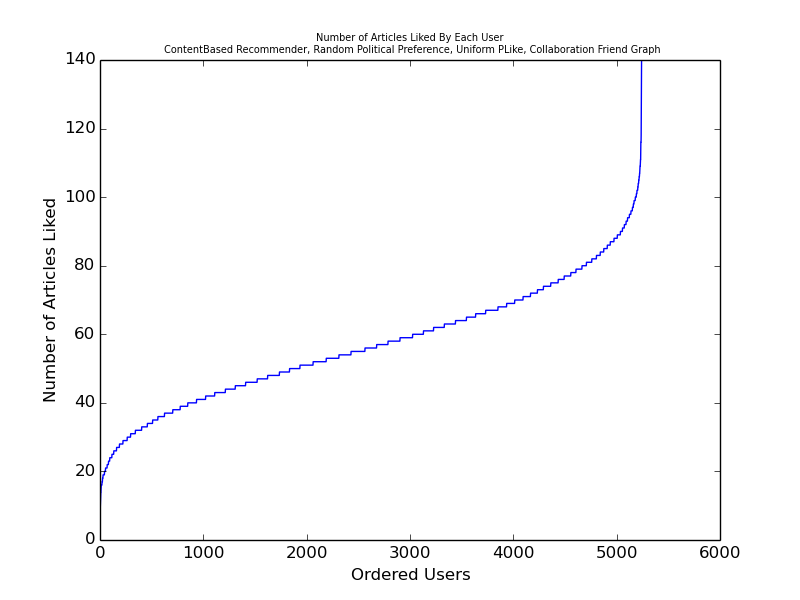 Number of Articles Liked By Each User
ContentBased Recommender, Random Political Preference, Uniform PLike, Collaboration Friend Graph
140
120
100
80
60
40
20
0
Number of Articles Liked
0 1000 2000 3000 4000 5000 6000
Ordered Users